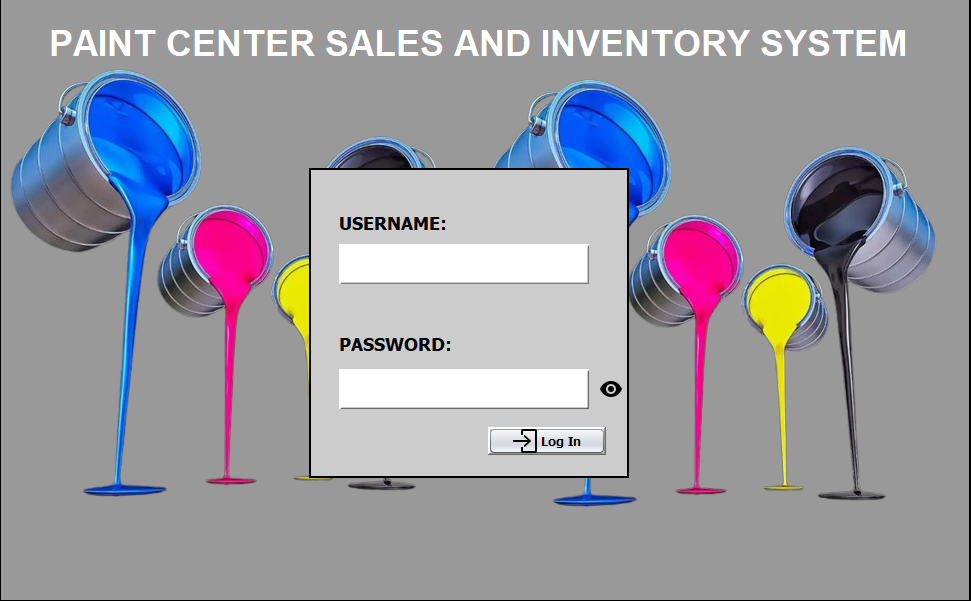 PAINT CENTER SALES AND INVENTORY SYSTEM
USERNAME:
PASSWORD:
Log In